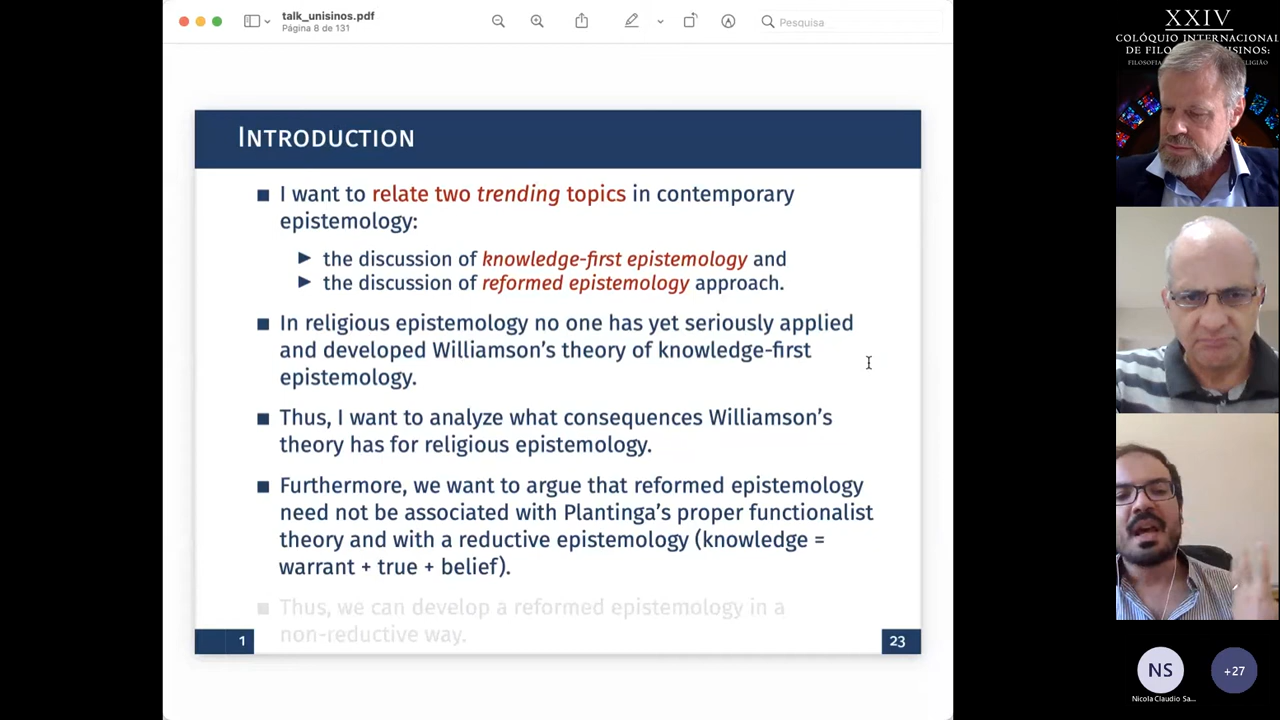 talk_unisinos.pdf
Página 8 de 131
Pesquisa
XXIV
COLÓQUIO INTERNACIONAL
INTRODUCTION
■ I want to relate two trending topics in contemporary
epistemology:
▶ the discussion of knowledge-first epistemology and
▶ the discussion of reformed epistemology approach.
■ In religious epistemology no one has yet seriously applied
and developed Williamson's theory of knowledge-first
epistemology.
■ Thus, I want to analyze what consequences Williamson's
theory has for religious epistemology.
■ Furthermore, we want to argue that reformed epistemology
need not be associated with Plantinga's proper functionalist
theory and with a reductive epistemology (knowledge =
warrant + true + belief).
■ Thus, we can develop a reformed epistemology in a
non-reductive way.
1
23
NS
Nicola Claudio Sa...
+27